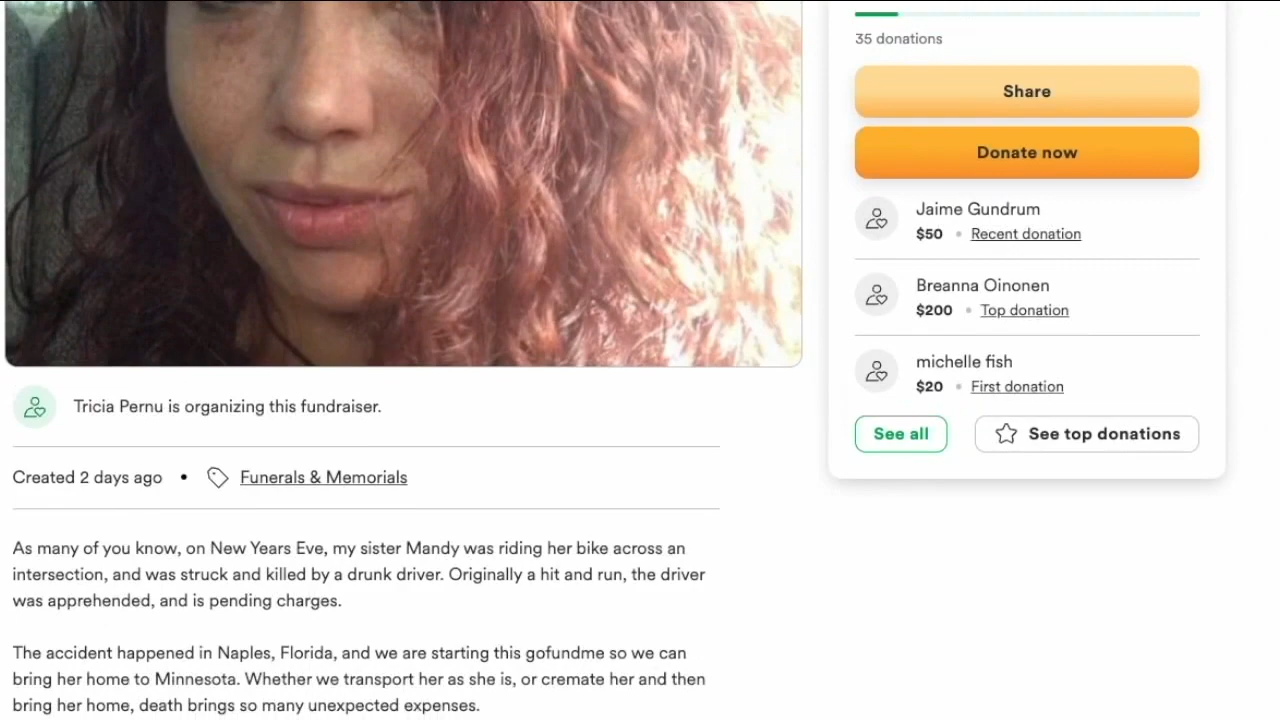 35 donations
Share
Donate now
Jaime Gundrum
$50 • Recent donation
Breanna Oinonen
$200 • Top donation
michelle fish
$20 • First donation
See all
See top donations
Tricia Pernu is organizing this fundraiser.
Created 2 days ago • Funerals & Memorials
As many of you know, on New Years Eve, my sister Mandy was riding her bike across an
intersection, and was struck and killed by a drunk driver. Originally a hit and run, the driver
was apprehended, and is pending charges.
The accident happened in Naples, Florida, and we are starting this gofundme so we can
bring her home to Minnesota. Whether we transport her as she is, or cremate her and then
bring her home, death brings so many unexpected expenses.